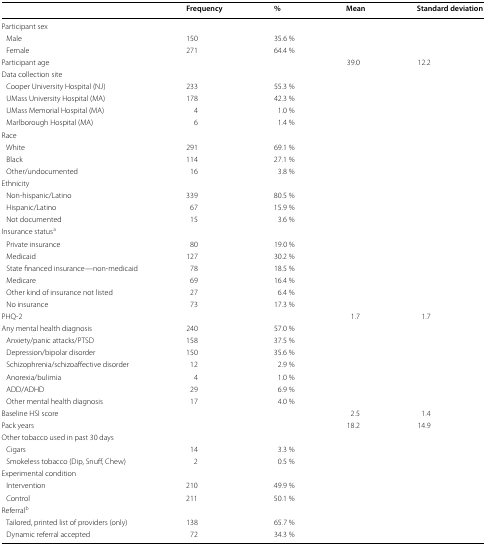 Frequency % Mean Standard deviation
Participant sex
Male 150 35.6 %
Female 271 64.4 %
Participant age 39.0 12.2
Data collection site
Cooper University Hospital (NJ) 233 55.3 %
UMass University Hospital (MA) 178 42.3 %
UMass Memorial Hospital (MA) 4 1.0 %
Marlborough Hospital (MA) 6 1.4 %
Race
White 291 69.1 %
Black 114 27.1 %
Other/undocumented 16 3.8 %
Ethnicity
Non-hispanic/Latino 339 80.5 %
Hispanic/Latino 67 15.9 %
Not documented 15 3.6 %
Insurance statusᵃ
Private insurance 80 19.0 %
Medicaid 127 30.2 %
State financed insurance—non-medicaid 78 18.5 %
Medicare 69 16.4 %
Other kind of insurance not listed 27 6.4 %
No insurance 73 17.3 %
PHQ-2 1.7 1.7
Any mental health diagnosis 240 57.0 %
Anxiety/panic attacks/PTSD 158 37.5 %
Depression/bipolar disorder 150 35.6 %
Schizophrenia/schizoaffective disorder 12 2.9 %
Anorexia/bulimia 4 1.0 %
ADD/ADHD 29 6.9 %
Other mental health diagnosis 17 4.0 %
Baseline HSI score 2.5 1.4
Pack years 18.2 14.9
Other tobacco used in past 30 days
Cigars 14 3.3 %
Smokeless tobacco (Dip, Snuff, Chew) 2 0.5 %
Experimental condition
Intervention 210 49.9 %
Control 211 50.1 %
Referralᵇ
Tailored, printed list of providers (only) 138 65.7 %
Dynamic referral accepted 72 34.3 %